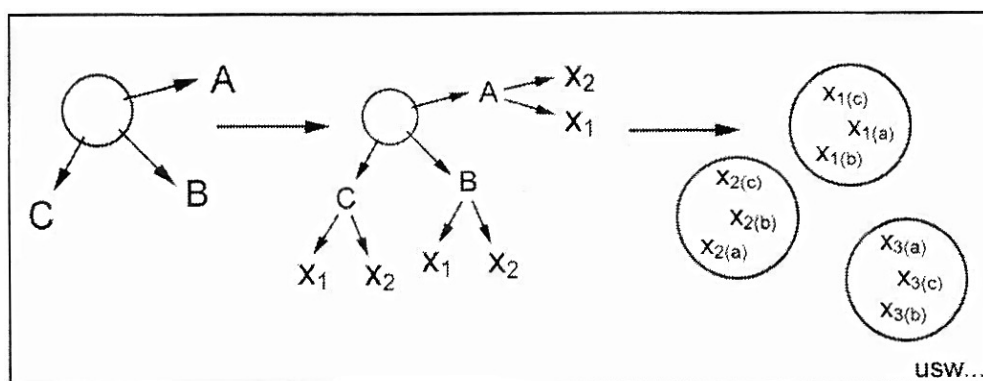 A
B
C
A
X2
X1
B
C
X1
X2
X1
X2
X1(c)
X1(a)
X1(b)
X2(c)
X2(b)
X2(a)
X3(a)
X3(c)
X3(b)
usw...